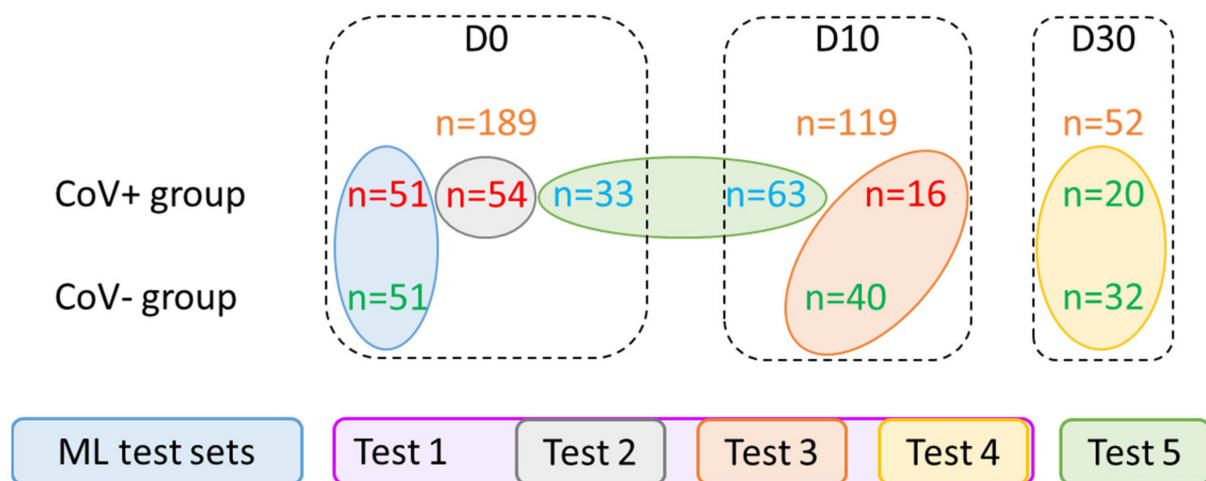 D0 D10 D30
n=189 n=119 n=52
CoV+ group n=51 n=54 n=33 n=63 n=16 n=20
CoV- group n=51 n=40 n=32
ML test sets Test 1 Test 2 Test 3 Test 4 Test 5